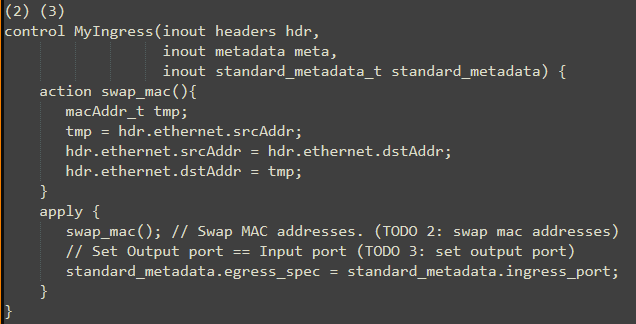 (2) (3)
control MyIngress(inout headers hdr,
                  inout metadata meta,
                  inout standard_metadata_t standard_metadata) {
    action swap_mac(){
       macAddr_t tmp;
       tmp = hdr.ethernet.srcAddr;
       hdr.ethernet.srcAddr = hdr.ethernet.dstAddr;
       hdr.ethernet.dstAddr = tmp;
    }
    apply {
       swap_mac(); // Swap MAC addresses. (TODO 2: swap mac addresses)
       // Set Output port == Input port (TODO 3: set output port)
       standard_metadata.egress_spec = standard_metadata.ingress_port;
    }
}